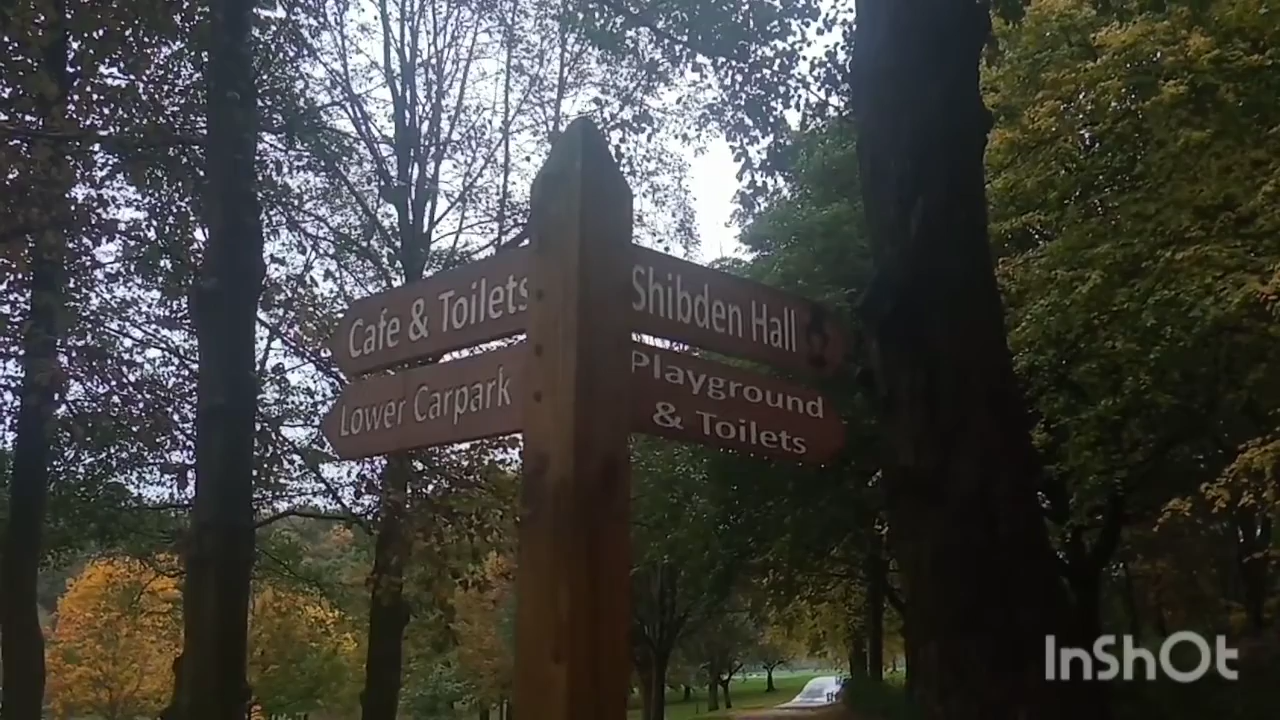 Cafe & Toilets
Lower Carpark
Shibden Hall
Playground
& Toilets
InShOt